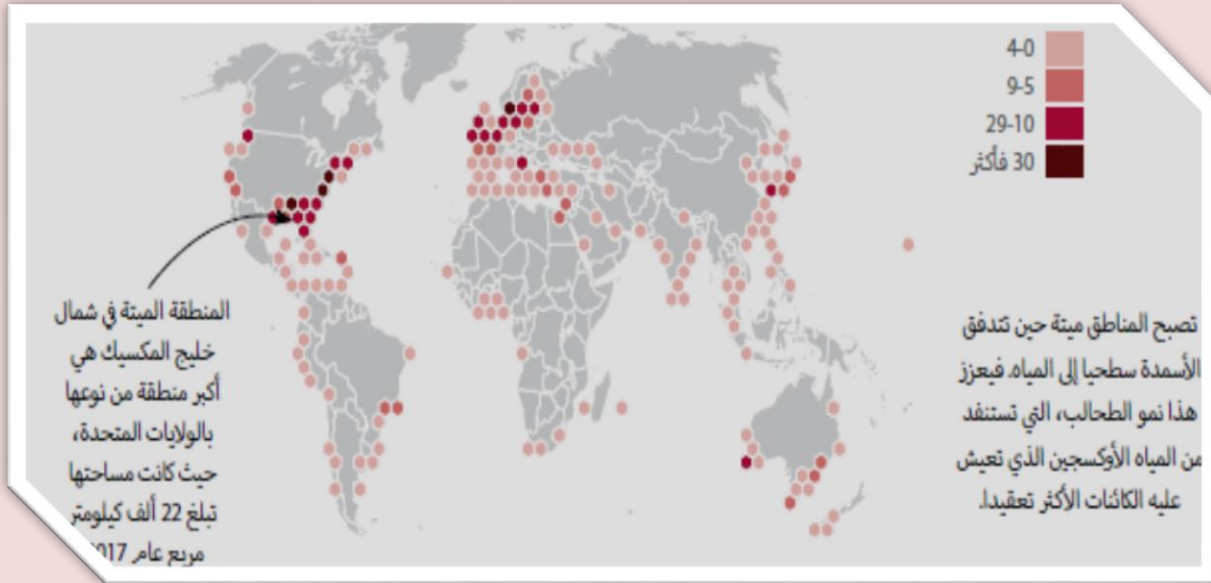 4-0
9-5
29-10
30 فأكثر
تصبح المناطق ميتة حين تتدفق
الأسمدة سطحيا إلى المياه. فيعزز
هذا نمو الطحالب، التي تستنفد
من المياه الأوكسجين الذي تعيش
عليه الكائنات الأكثر تعقيدا.
المنطقة الميتة في شمال
خليج المكسيك هي
أكبر منطقة من نوعها
بالولايات المتحدة،
حيث كانت مساحتها
تبلغ 22 ألف كيلومتر
مربع عام